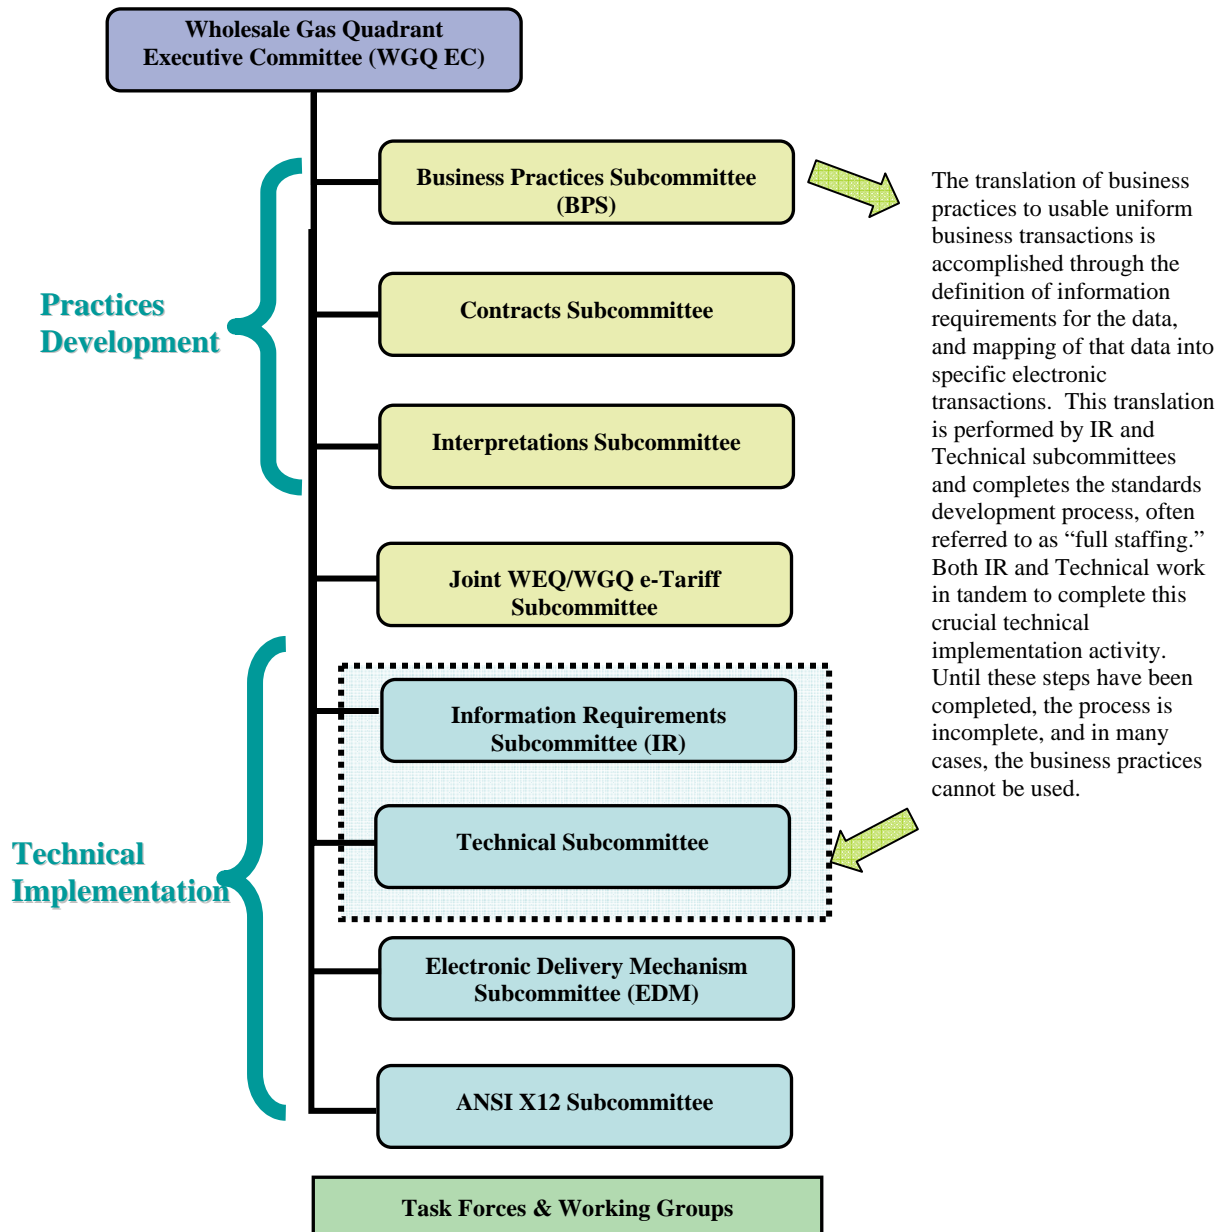 Wholesale Gas Quadrant
Executive Committee (WGQ EC)
Business Practices Subcommittee
(BPS)
Contracts Subcommittee
Interpretations Subcommittee
Joint WEQ/WGQ e-Tariff
Subcommittee
Information Requirements
Subcommittee (IR)
Technical Subcommittee
Electronic Delivery Mechanism
Subcommittee (EDM)
ANSI X12 Subcommittee
Task Forces & Working Groups
Practices
Development
Technical
Implementation
The translation of business
practices to usable uniform
business transactions is
accomplished through the
definition of information
requirements for the data,
and mapping of that data into
specific electronic
transactions.  This translation
is performed by IR and
Technical subcommittees
and completes the standards
development process, often
referred to as “full staffing.”
Both IR and Technical work
in tandem to complete this
crucial technical
implementation activity.
Until these steps have been
completed, the process is
incomplete, and in many
cases, the business practices
cannot be used.